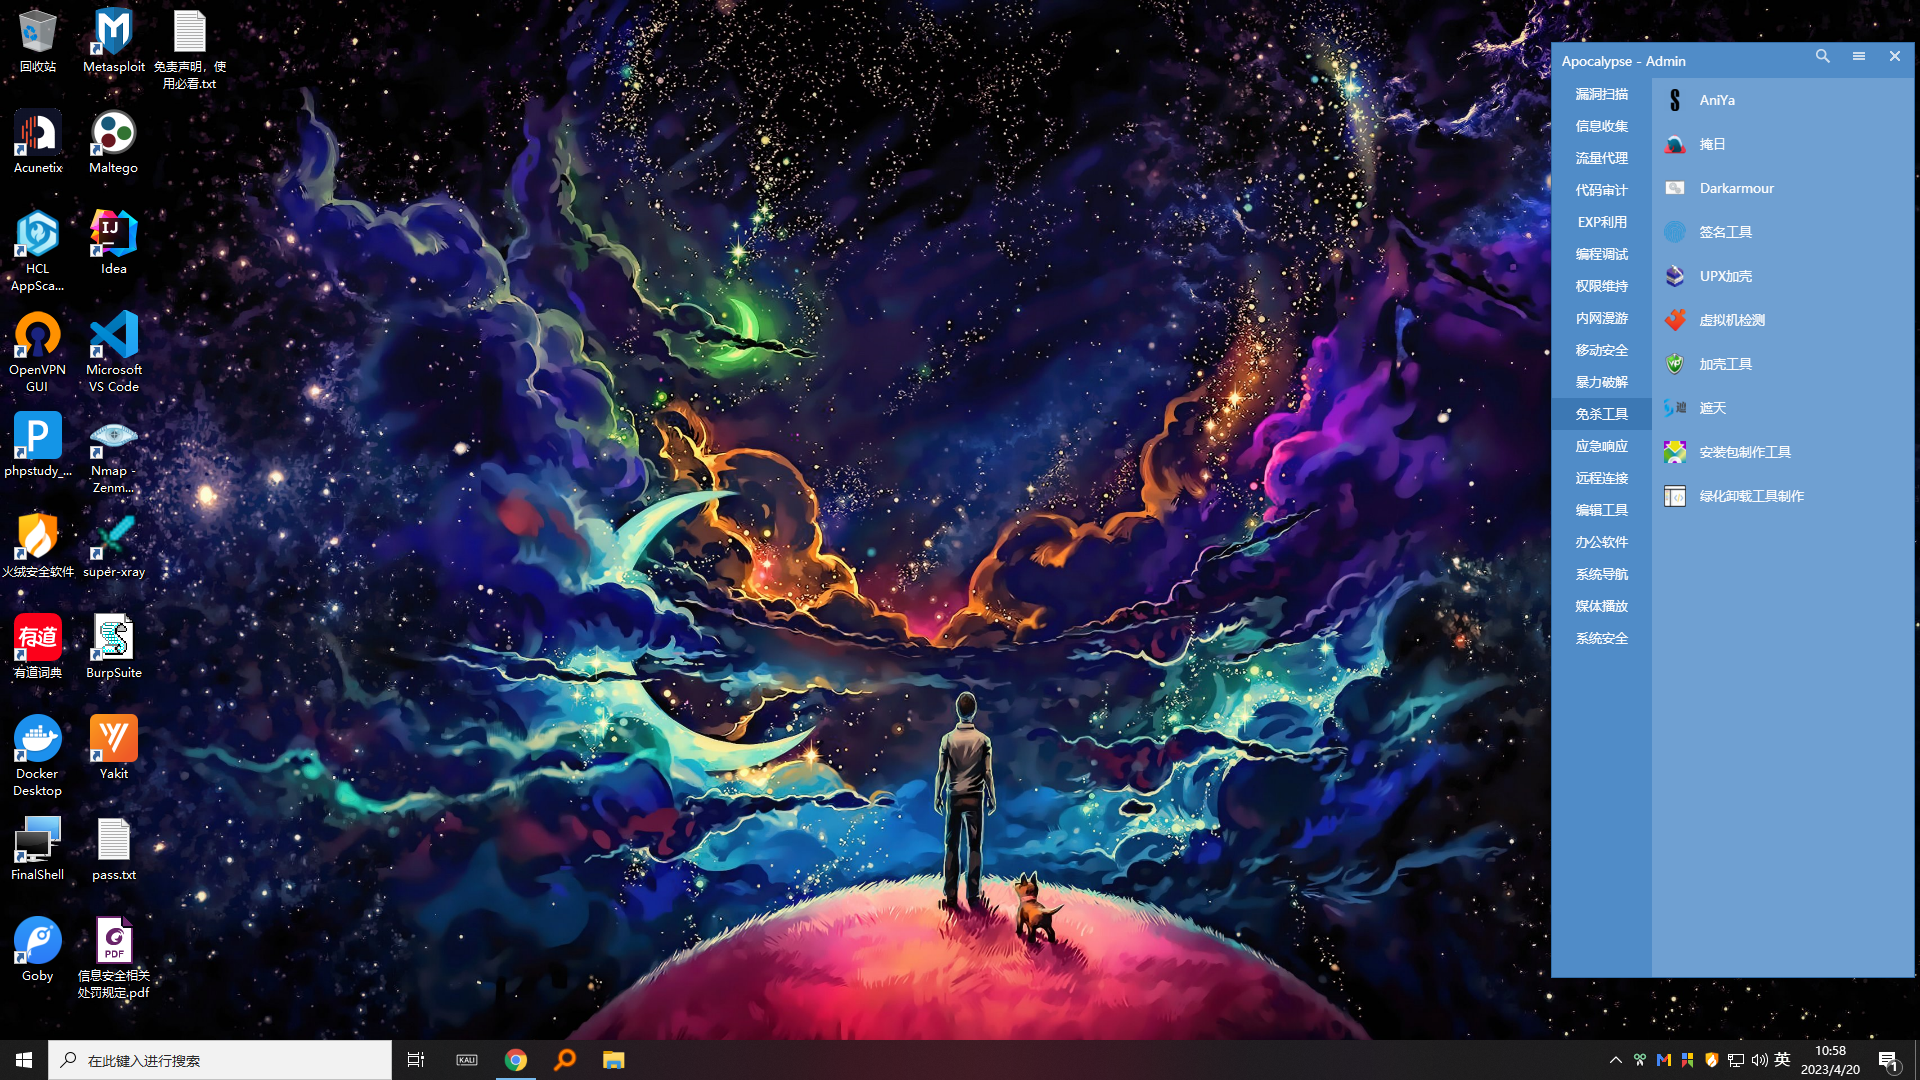 回收站
Metasploit
免责声明，使
用必看.txt
Acunetix
Maltego
HCL
AppSca...
Idea
OpenVPN
GUI
Microsoft
VS Code
phpstudy_...
Nmap -
Zenm...
火绒安全软件
super-xray
有道
有道词典
BurpSuite
Docker
Desktop
Yakit
FinalShell
pass.txt
Goby
PDF
信息安全相关
处罚规定.pdf
Apocalypse - Admin
漏洞扫描
信息收集
流量代理
代码审计
EXP利用
编程调试
权限维持
内网漫游
移动安全
暴力破解
免杀工具
应急响应
远程连接
编辑工具
办公软件
系统导航
媒体播放
系统安全
AniYa
掩日
Darkarmour
签名工具
UPX加壳
虚拟机检测
加壳工具
遮天
安装包制作工具
绿化卸载工具制作
在此键入进行搜索
KALI
英
10:58
2023/4/20
1